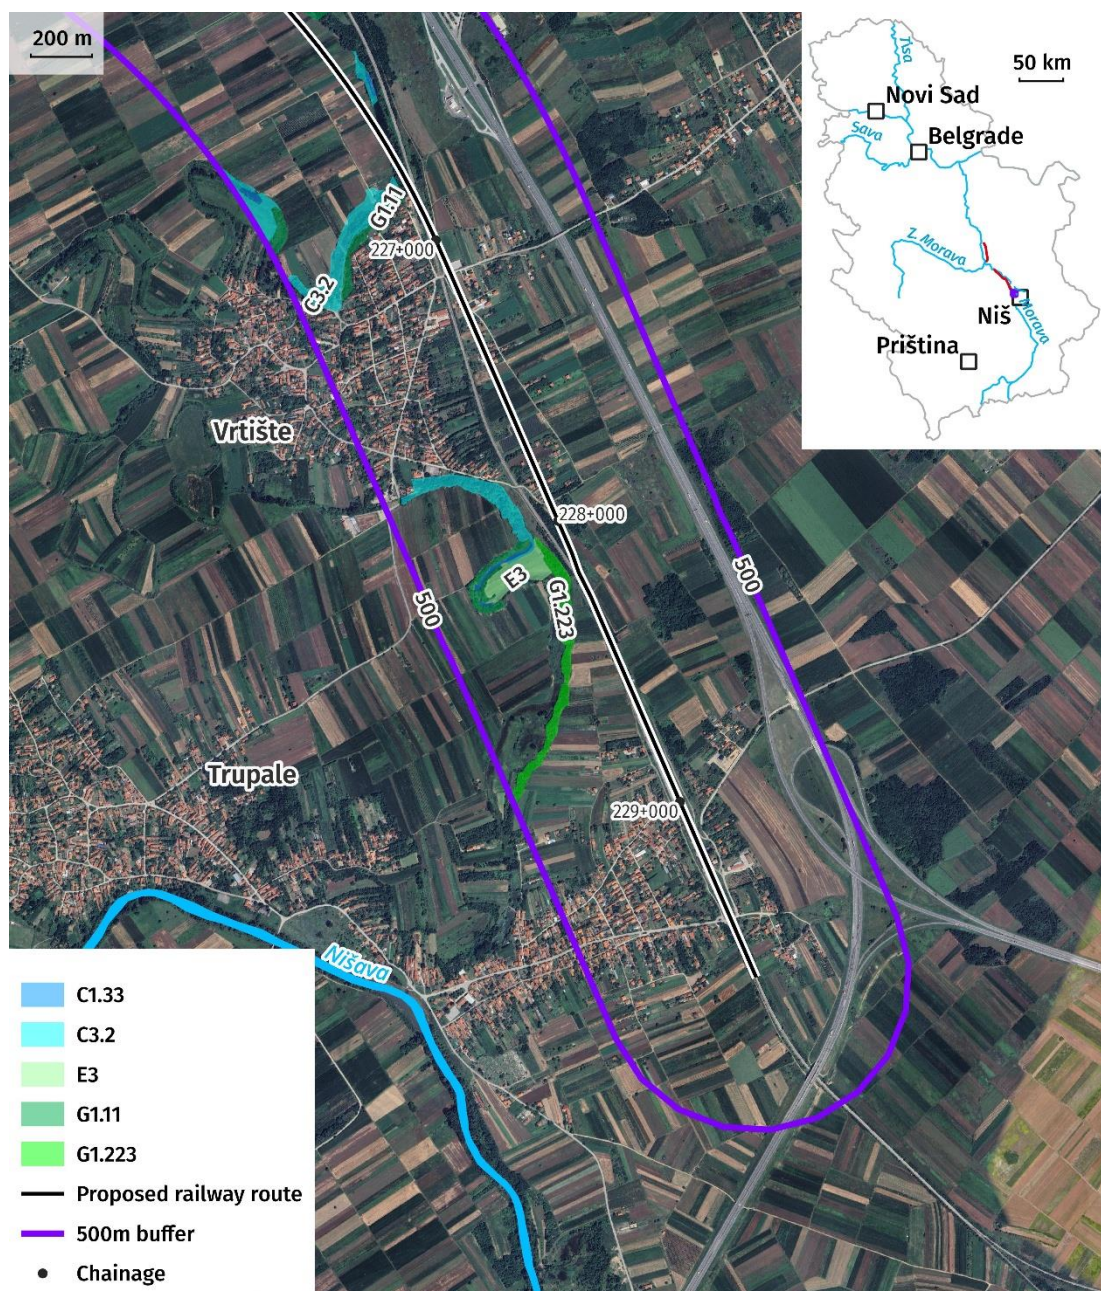 200 m
50 km
Tisa
Novi Sad
Sava
Belgrade
Z. Morava
Morava
Niš
Priština
G1.11
227+000
C3.2
Vrtište
228+000
500
E3
G1.223
500
Trupale
229+000
Nišava
C1.33
C3.2
E3
G1.11
G1.223
Proposed railway route
500m buffer
Chainage